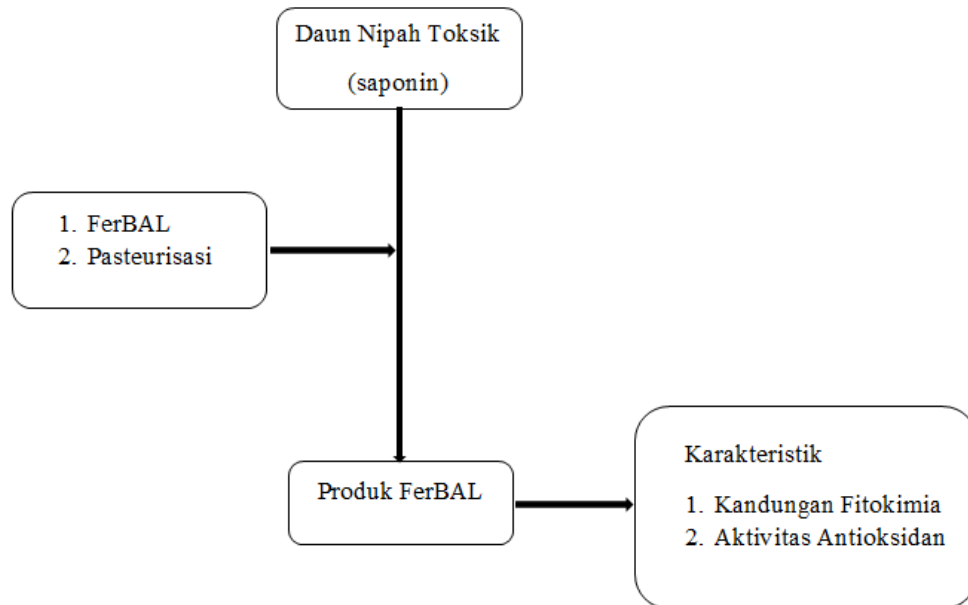 Daun Nipah Toksik
(saponin)
1. FerBAL
2. Pasteurisasi
Produk FerBAL
Karakteristik
1. Kandungan Fitokimia
2. Aktivitas Antioksidan